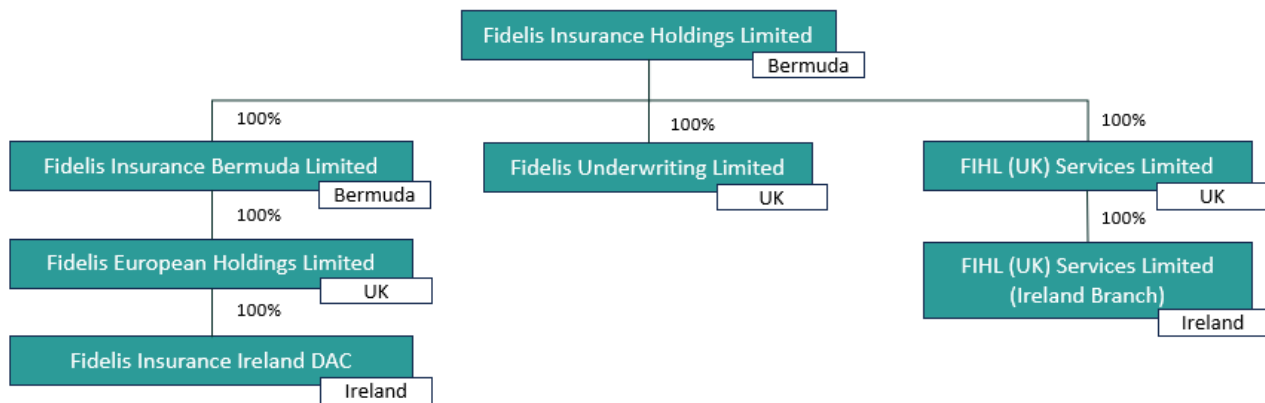 Fidelis Insurance Holdings Limited
Bermuda
100%
100%
100%
Fidelis Insurance Bermuda Limited
Bermuda
Fidelis Underwriting Limited
UK
FIHL (UK) Services Limited
UK
100%
100%
Fidelis European Holdings Limited
UK
FIHL (UK) Services Limited
(Ireland Branch)
Ireland
100%
Fidelis Insurance Ireland DAC
Ireland